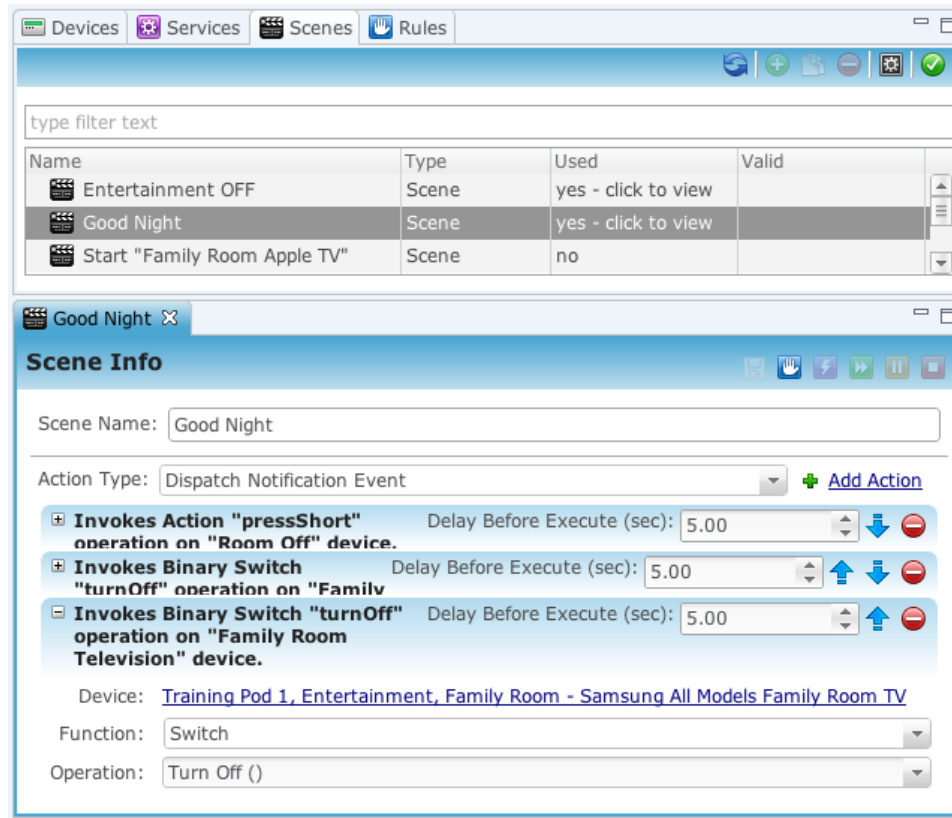 Devices Services Scenes Rules
type filter text
Name Type Used Valid
Entertainment OFF Scene yes - click to view
Good Night Scene yes - click to view
Start "Family Room Apple TV" Scene no
Good Night
Scene Info
Scene Name: Good Night
Action Type: Dispatch Notification Event Add Action
Invokes Action "pressShort" Delay Before Execute (sec): 5.00
operation on "Room Off" device.
Invokes Binary Switch Delay Before Execute (sec): 5.00
"turnOff" operation on "Family
Invokes Binary Switch "turnOff" Delay Before Execute (sec): 5.00
operation on "Family Room
Television" device.
Device: Training Pod 1, Entertainment, Family Room - Samsung All Models Family Room TV
Function: Switch
Operation: Turn Off ()